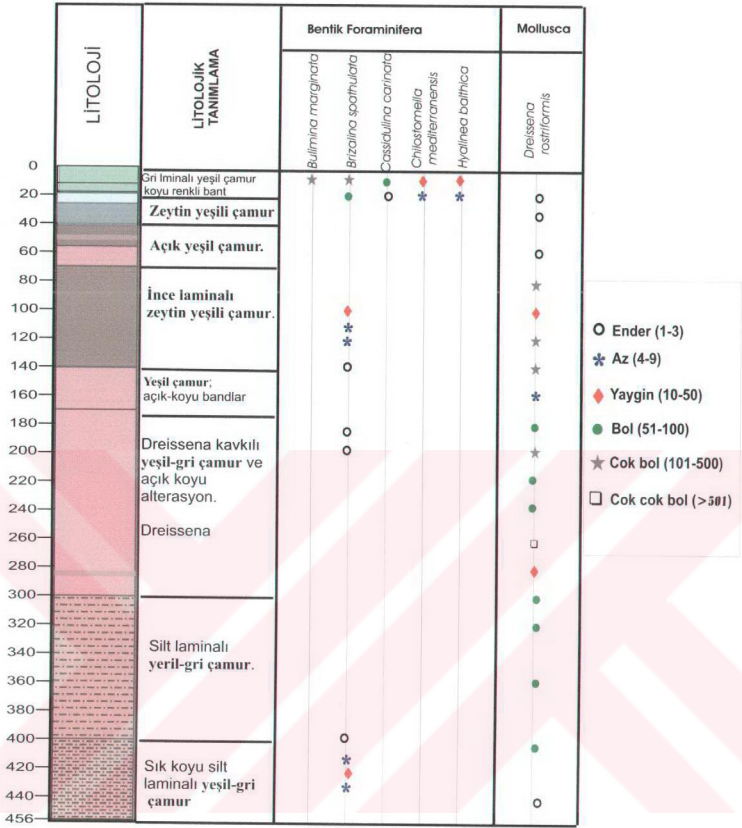 LİTOLOJİ
LİTOLOJİK
TANIMLAMA
Bentik Foraminifera
Mollusca
Bulimina marginata
Brizalina spathulata
Cassidulina carinata
Chilostomella
mediterranensis
Hyalinea balthica
Dreissena
rostriformis
0
20
40
60
80
100
120
140
160
180
200
220
240
260
280
300
320
340
360
380
400
420
440
456
Gri lminalı yeşil çamur
koyu renkli bant
Zeytin yeşili çamur
Açık yeşil çamur.
İnce laminalı
zeytin yeşili çamur.
Yeşil çamur;
açık-koyu bandlar
Dreissena kavkılı
yeşil-gri çamur ve
açık koyu
alterasyon.
Dreissena
Silt laminalı
yeril-gri çamur.
Sık koyu silt
laminalı yeşil-gri
çamur
Ender (1-3)
Az (4-9)
Yaygin (10-50)
Bol (51-100)
Cok bol (101-500)
Cok cok bol (>501)